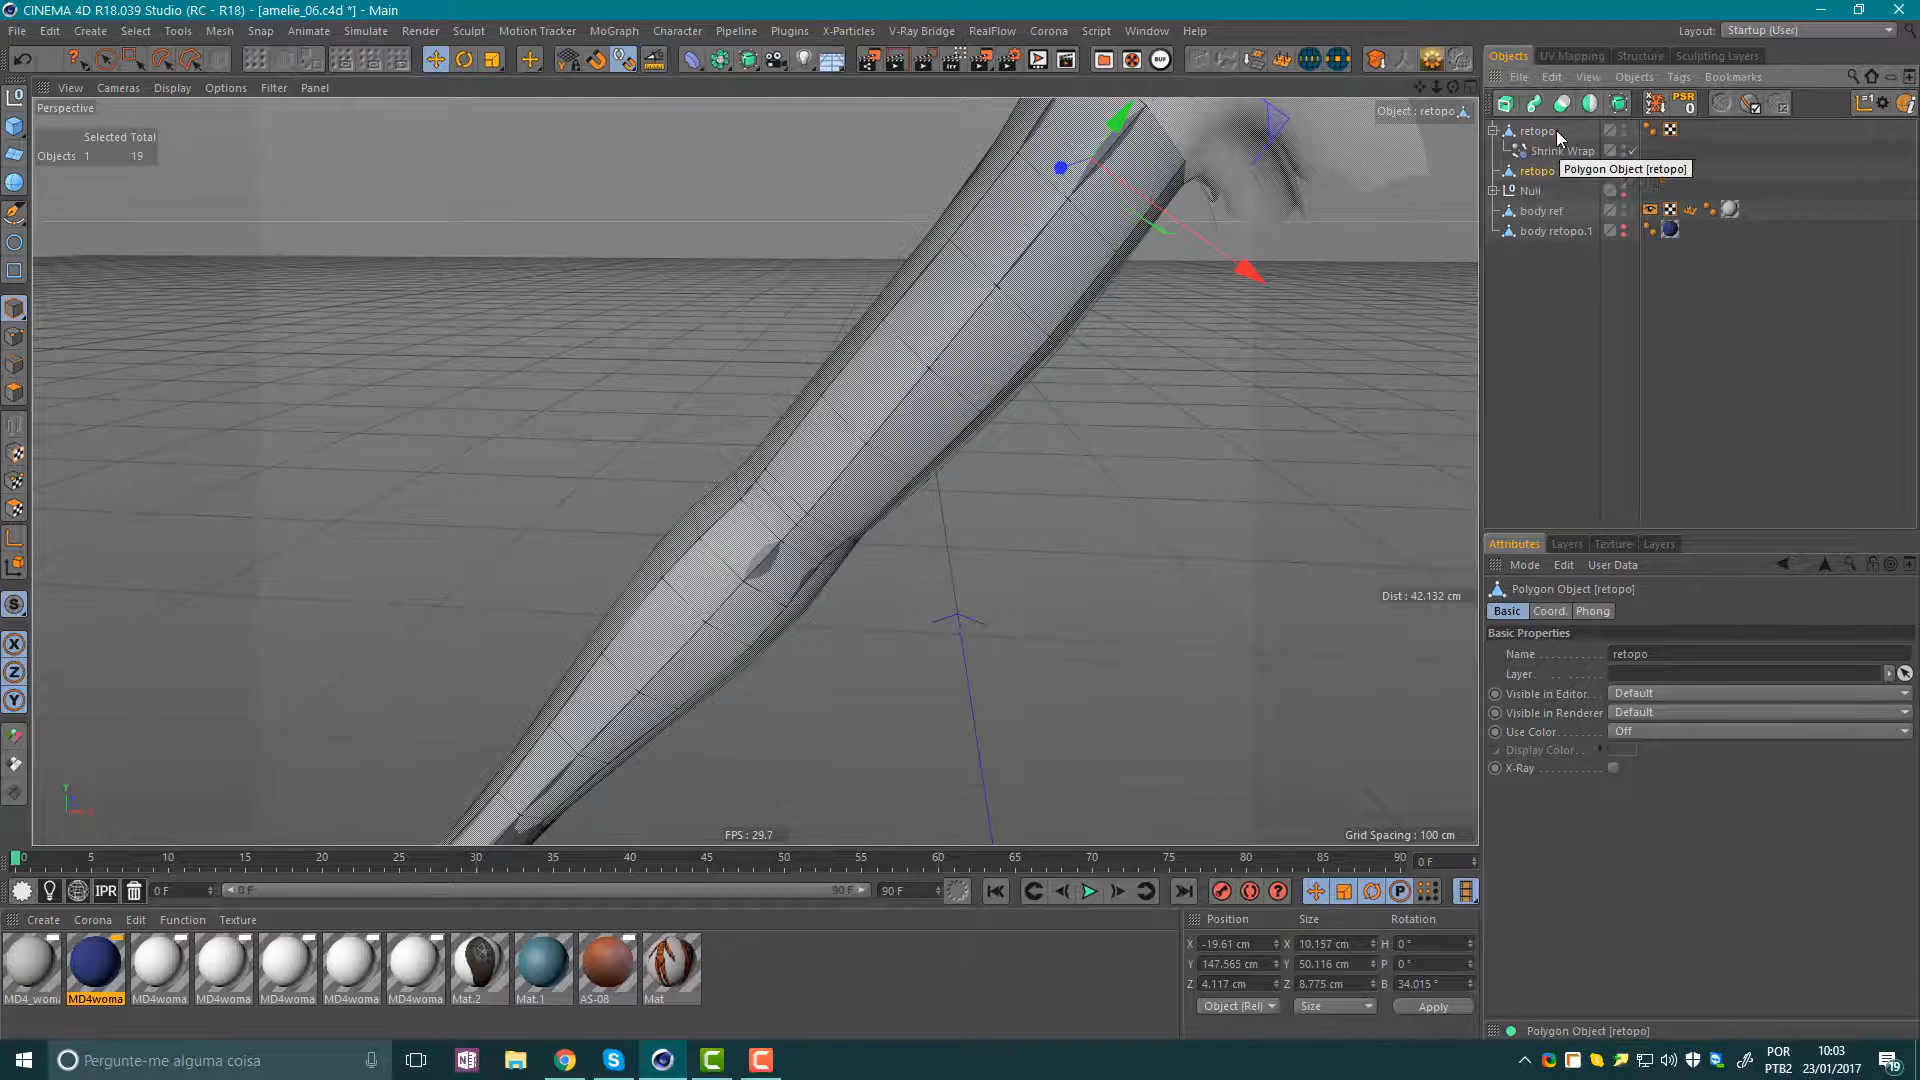 CINEMA 4D R18.039 Studio (RC - R18) - [amelie_06.c4d *] - Main
File Edit Create Select Tools Mesh Snap Animate Simulate Render Sculpt Motion Tracker MoGraph Character Pipeline Plugins X-Particles V-Ray Bridge RealFlow Corona Script Window Help
Layout: Startup (User)
Objects UV Mapping Structure Sculpting Layers
File Edit View Objects Tags Bookmarks
View Cameras Display Options Filter Panel
PSR
0
Perspective
Object : retopo
Selected Total
Objects 1 19
retopo
Shrink Wrap
Polygon Object [retopo]
retopo
Null
body ref
body retopo.1
Dist : 42.132 cm
FPS : 29.7
Grid Spacing : 100 cm
Attributes Layers Texture Layers
Mode Edit User Data
Polygon Object [retopo]
Basic Coord. Phong
Basic Properties
Name retopo
Layer
Visible in Editor Default
Visible in Renderer Default
Use Color Off
Display Color
X-Ray
0 5 10 15 20 25 30 35 40 45 50 55 60 65 70 75 80 85 90 0 F
IPR 0 F 0 F 90 F 90 F
Create Corona Edit Function Texture
Position Size Rotation
X -19.61 cm X 10.157 cm H 0 °
Y 147.565 cm Y 50.116 cm P 0 °
Z 4.117 cm Z 8.775 cm B 34.015 °
Object (Rel) Size Apply
MD4_wom MD4woma MD4woma MD4woma MD4woma MD4woma MD4woma Mat.2 Mat.1 AS-08 Mat
Polygon Object [retopo]
Pergunte-me alguma coisa
POR
PTB2
10:03
23/01/2017
19